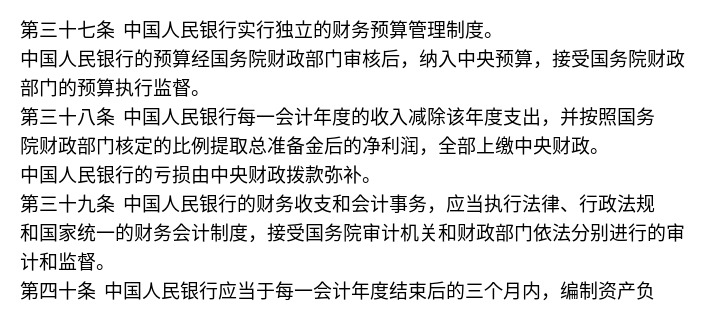 第三十七条 中国人民银行实行独立的财务预算管理制度。
中国人民银行的预算经国务院财政部门审核后，纳入中央预算，接受国务院财政
部门的预算执行监督。
第三十八条 中国人民银行每一会计年度的收入减除该年度支出，并按照国务
院财政部门核定的比例提取总准备金后的净利润，全部上缴中央财政。
中国人民银行的亏损由中央财政拨款弥补。
第三十九条 中国人民银行的财务收支和会计事务，应当执行法律、行政法规
和国家统一的财务会计制度，接受国务院审计机关和财政部门依法分别进行的审
计和监督。
第四十条 中国人民银行应当于每一会计年度结束后的三个月内，编制资产负